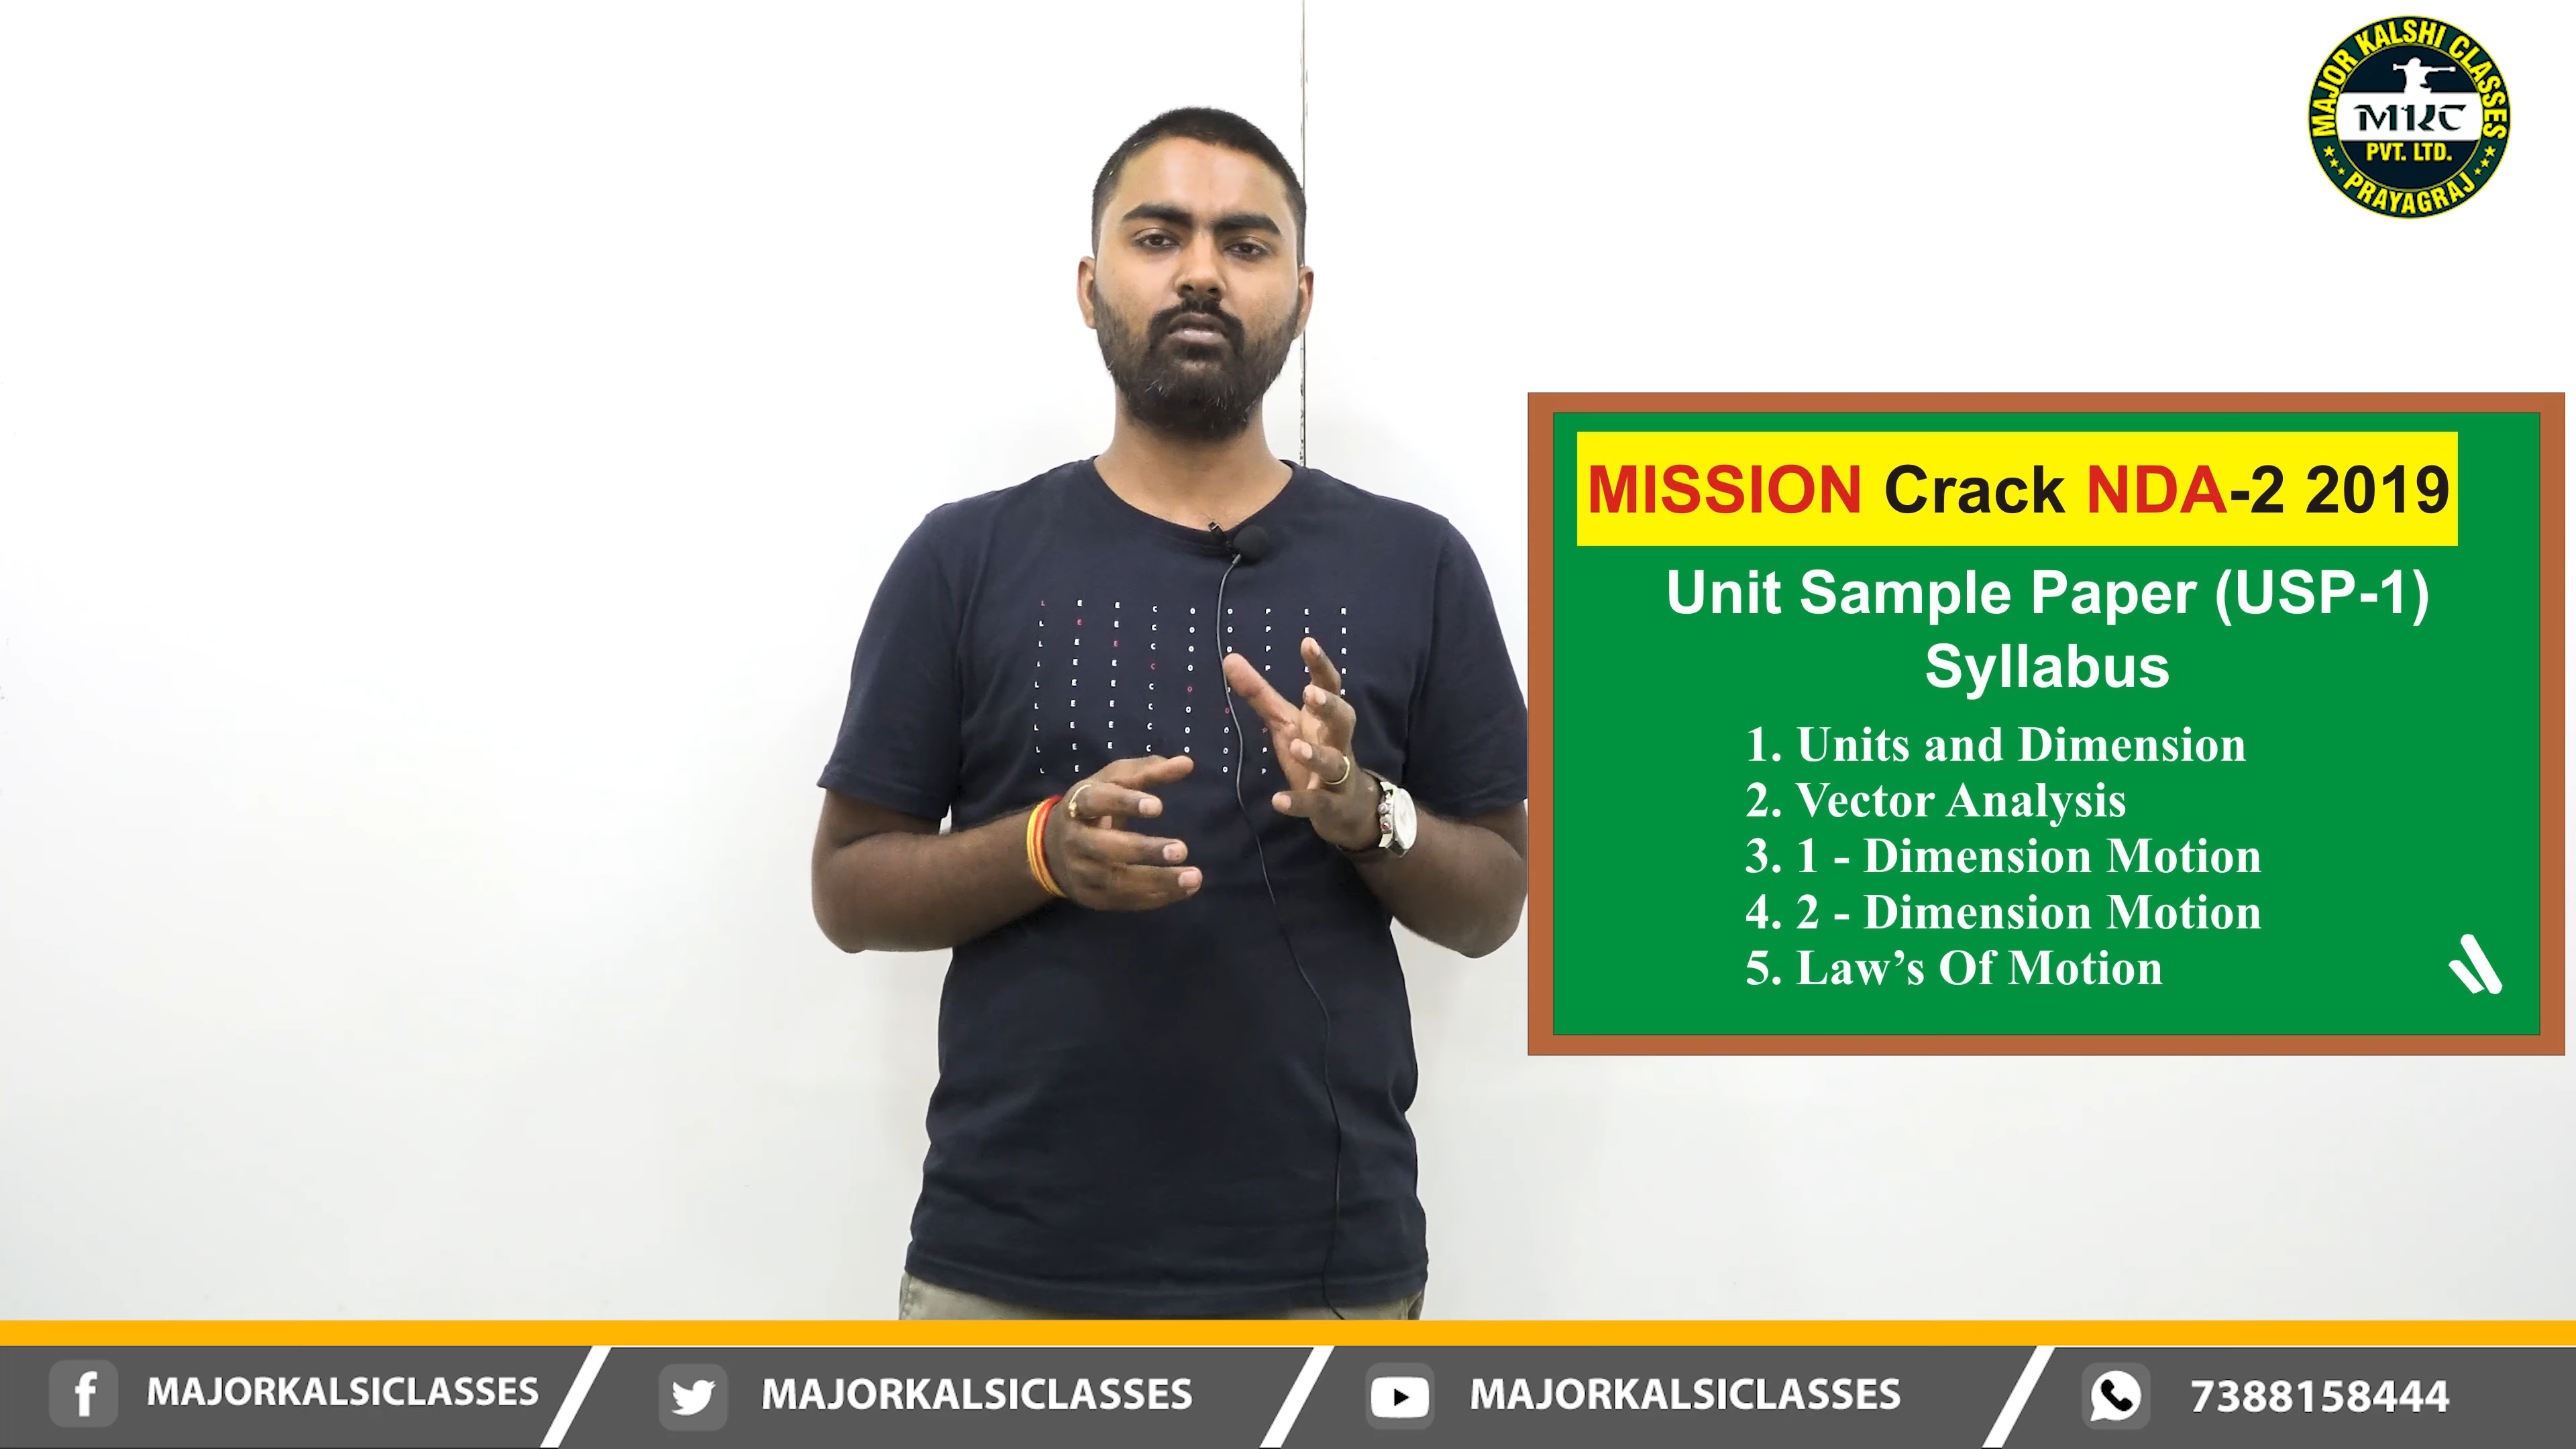 MAJOR KALSHI CLASSES
MKC
PVT. LTD.
PRAYAGRAJ
MISSION Crack NDA-2 2019
Unit Sample Paper (USP-1)
Syllabus
1. Units and Dimension
2. Vector Analysis
3. 1 - Dimension Motion
4. 2 - Dimension Motion
5. Law’s Of Motion
f MAJORKALSICLASSES
MAJORKALSICLASSES
MAJORKALSICLASSES
7388158444